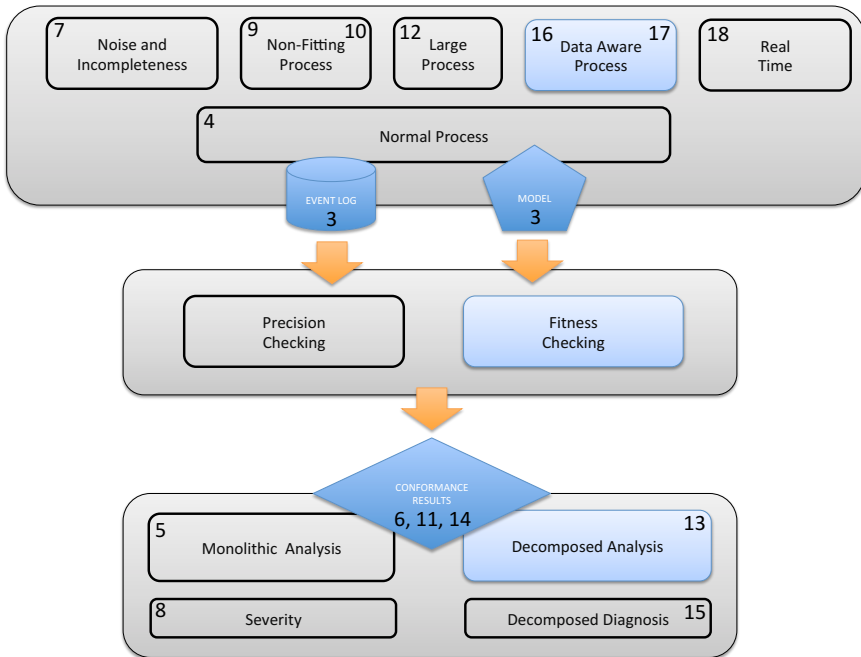 7
Noise and
Incompleteness
9
Non-Fitting
Process
10
12
Large
Process
16
Data Aware
Process
17
18
Real
Time
4
Normal Process
EVENT LOG
3
MODEL
3
Precision
Checking
Fitness
Checking
CONFORMANCE
RESULTS
6, 11, 14
5
Monolithic Analysis
13
Decomposed Analysis
8
Severity
Decomposed Diagnosis
15